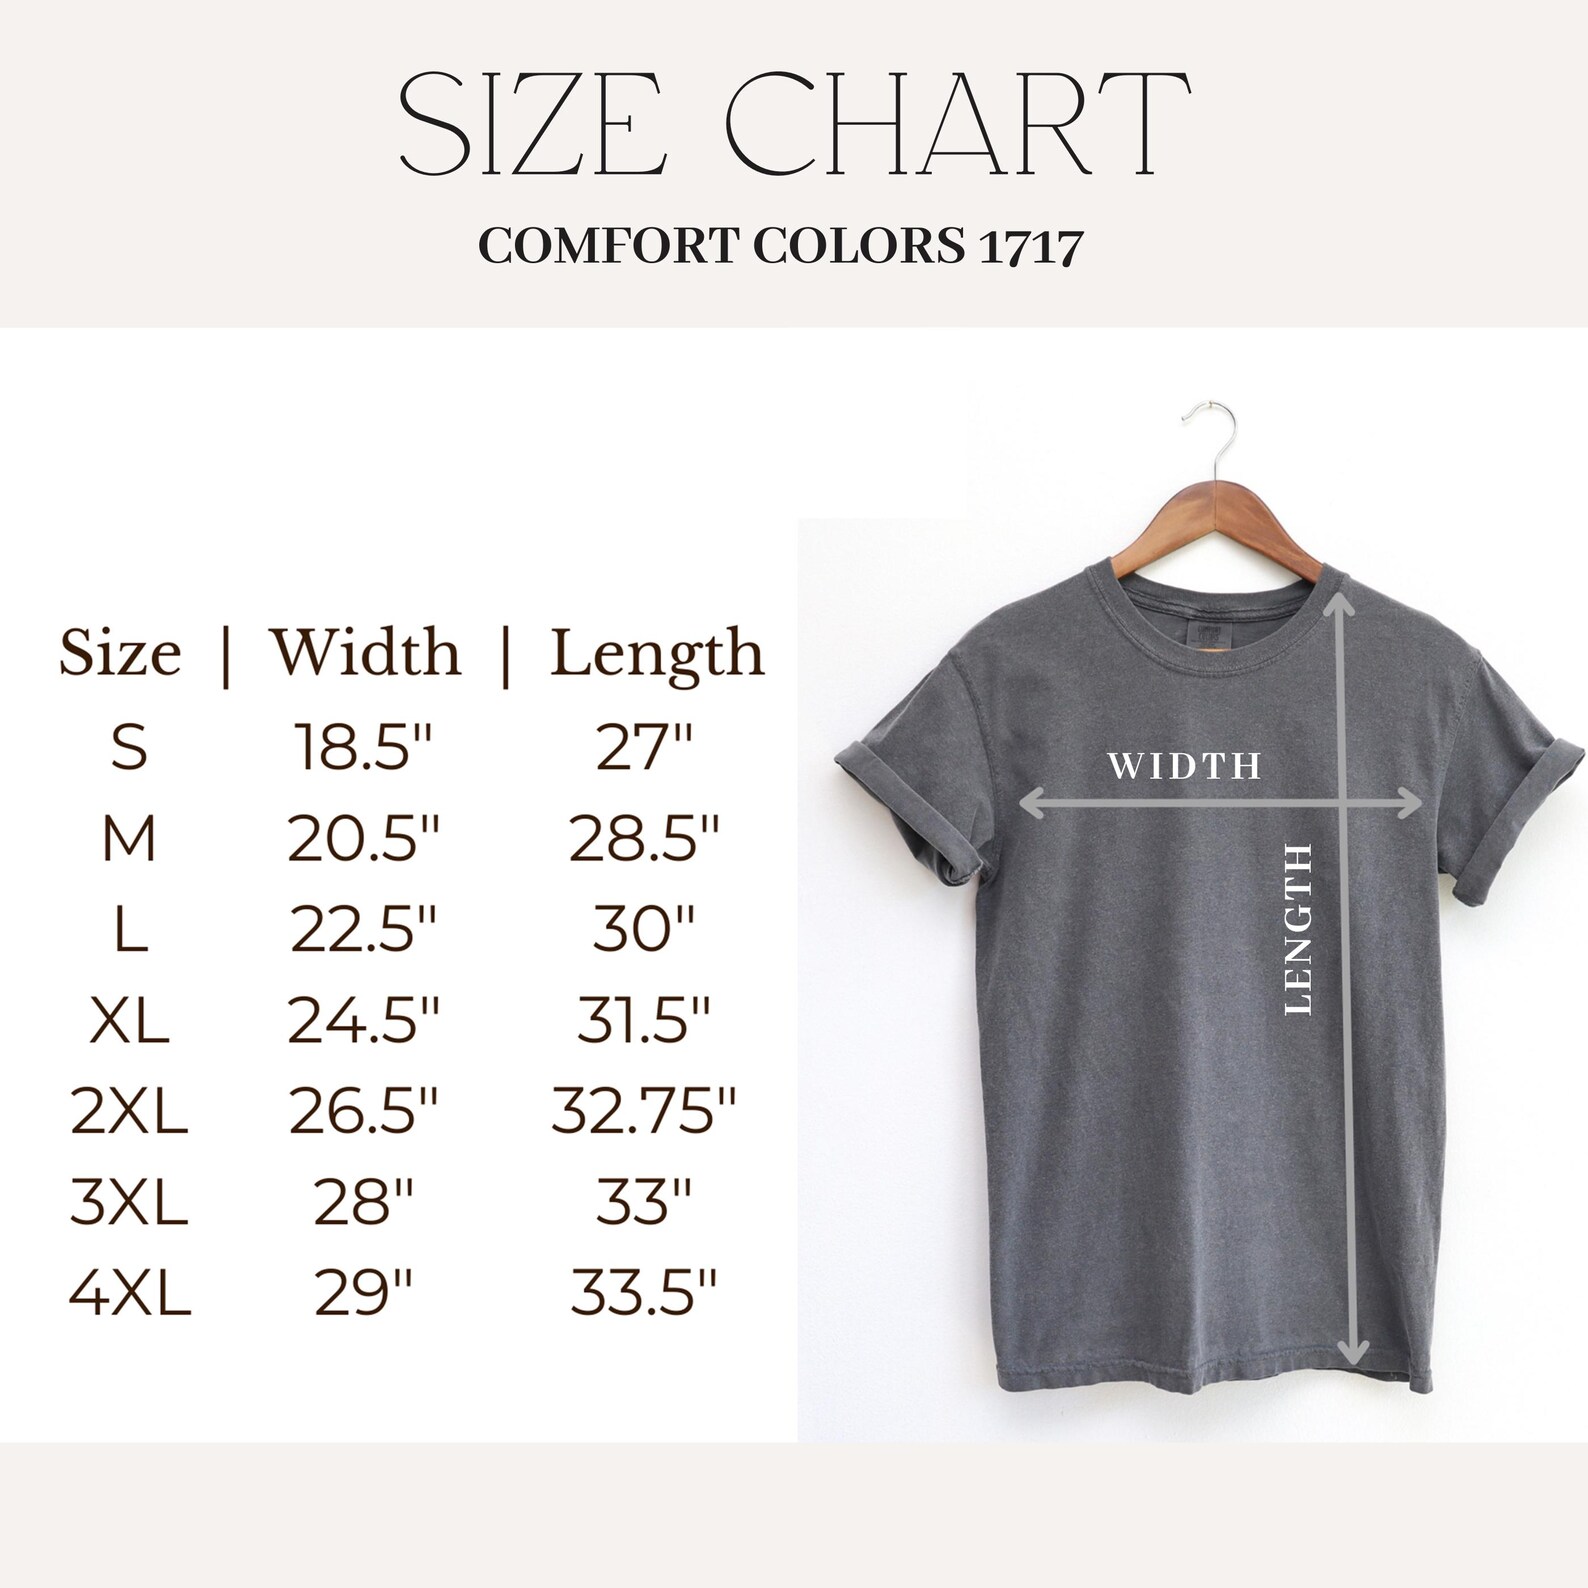 SIZE CHART
COMFORT COLORS 1717
Size | Width | Length
S 18.5" 27"
M 20.5" 28.5"
L 22.5" 30"
XL 24.5" 31.5"
2XL 26.5" 32.75"
3XL 28" 33"
4XL 29" 33.5"
WIDTH
LENGTH